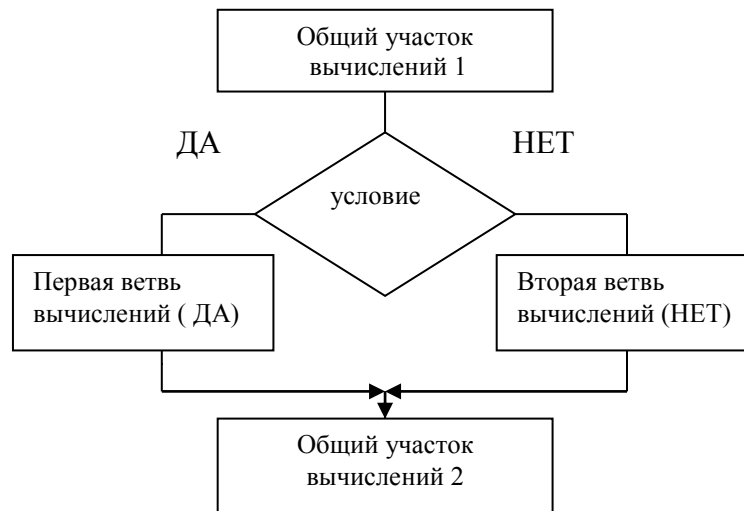 Общий участок
вычислений 1
ДА
НЕТ
условие
Первая ветвь
вычислений ( ДА)
Вторая ветвь
вычислений (НЕТ)
Общий участок
вычислений 2